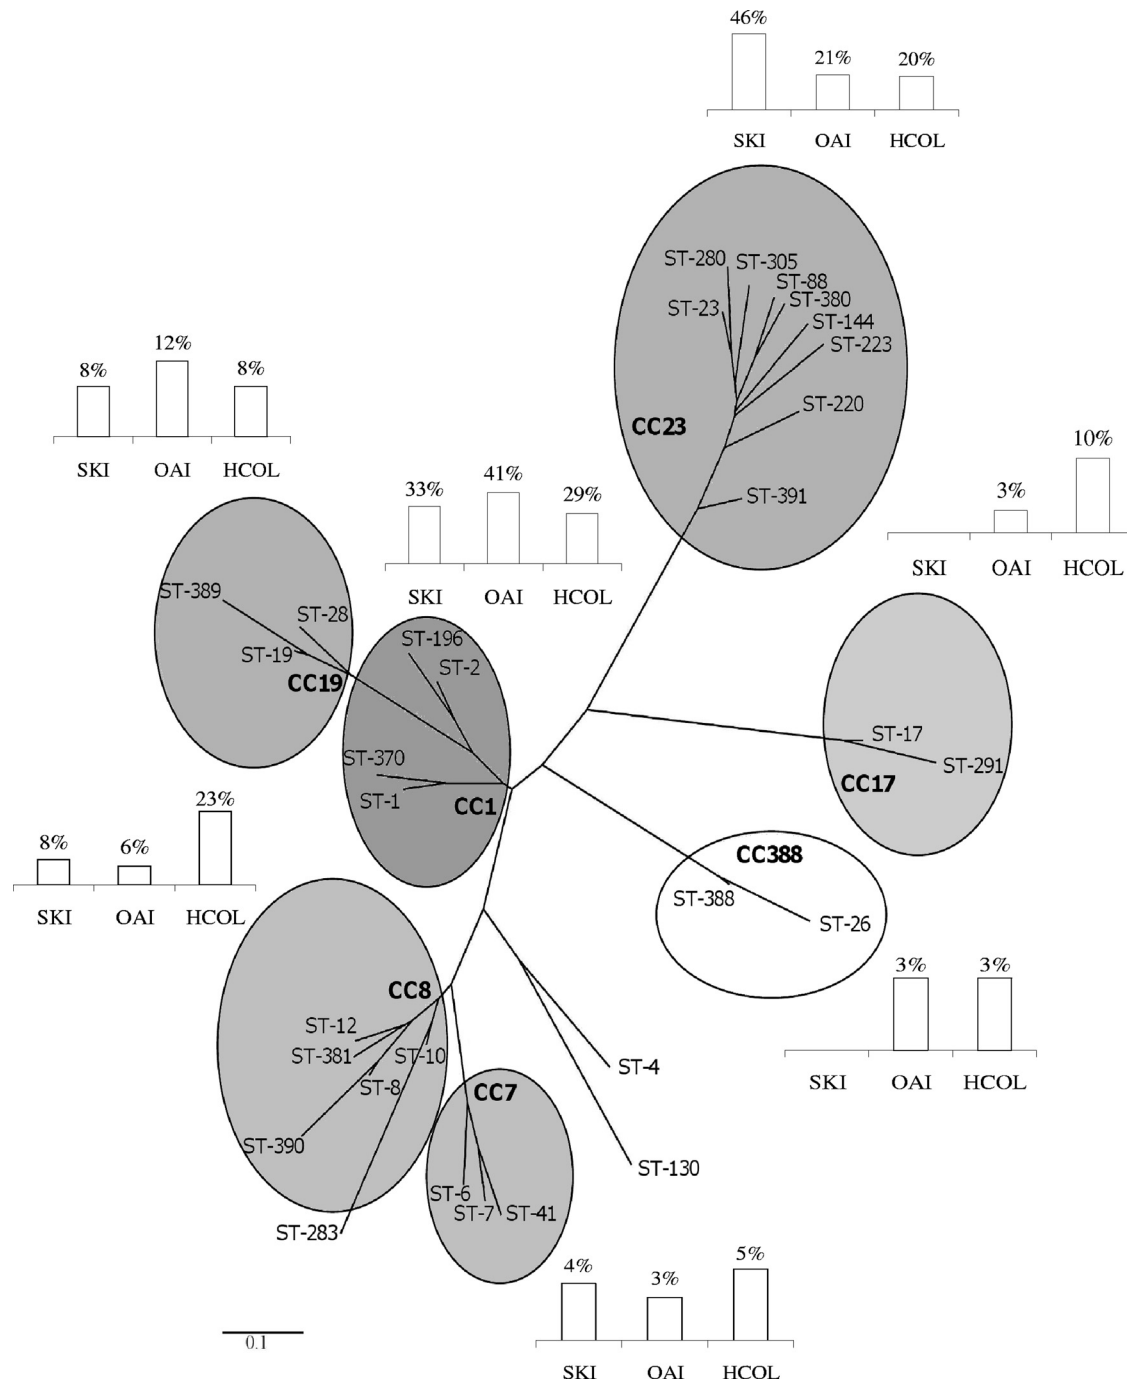 46%
21%
20%
SKI OAI HCOL
ST-280
ST-305
ST-88
ST-23
ST-380
ST-144
ST-223
ST-220
CC23
ST-391
8%
12%
8%
SKI OAI HCOL
33%
41%
29%
SKI OAI HCOL
3%
10%
SKI OAI HCOL
ST-389
ST-28
ST-19
CC19
ST-196
ST-2
ST-370
ST-1
CC1
ST-17
ST-291
CC17
8%
6%
23%
SKI OAI HCOL
CC388
ST-388
ST-26
3%
3%
SKI OAI HCOL
CC8
ST-12
ST-381
ST-10
ST-8
ST-390
ST-283
CC7
ST-6
ST-7
ST-41
ST-4
ST-130
4%
3%
5%
SKI OAI HCOL
0.1